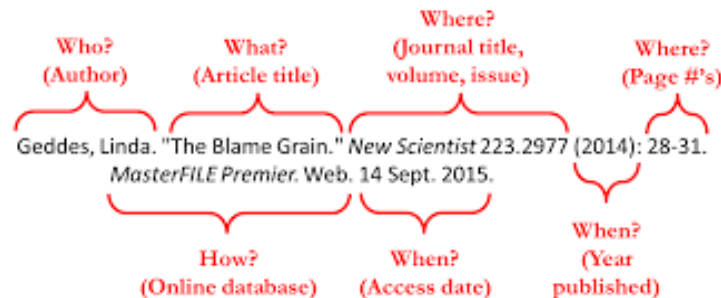 Who?
(Author)
What?
(Article title)
Where?
(Journal title,
volume, issue)
Where?
(Page #'s)
Geddes, Linda. "The Blame Grain." New Scientist 223.2977 (2014): 28-31.
MasterFILE Premier. Web. 14 Sept. 2015.
How?
(Online database)
When?
(Access date)
When?
(Year
published)